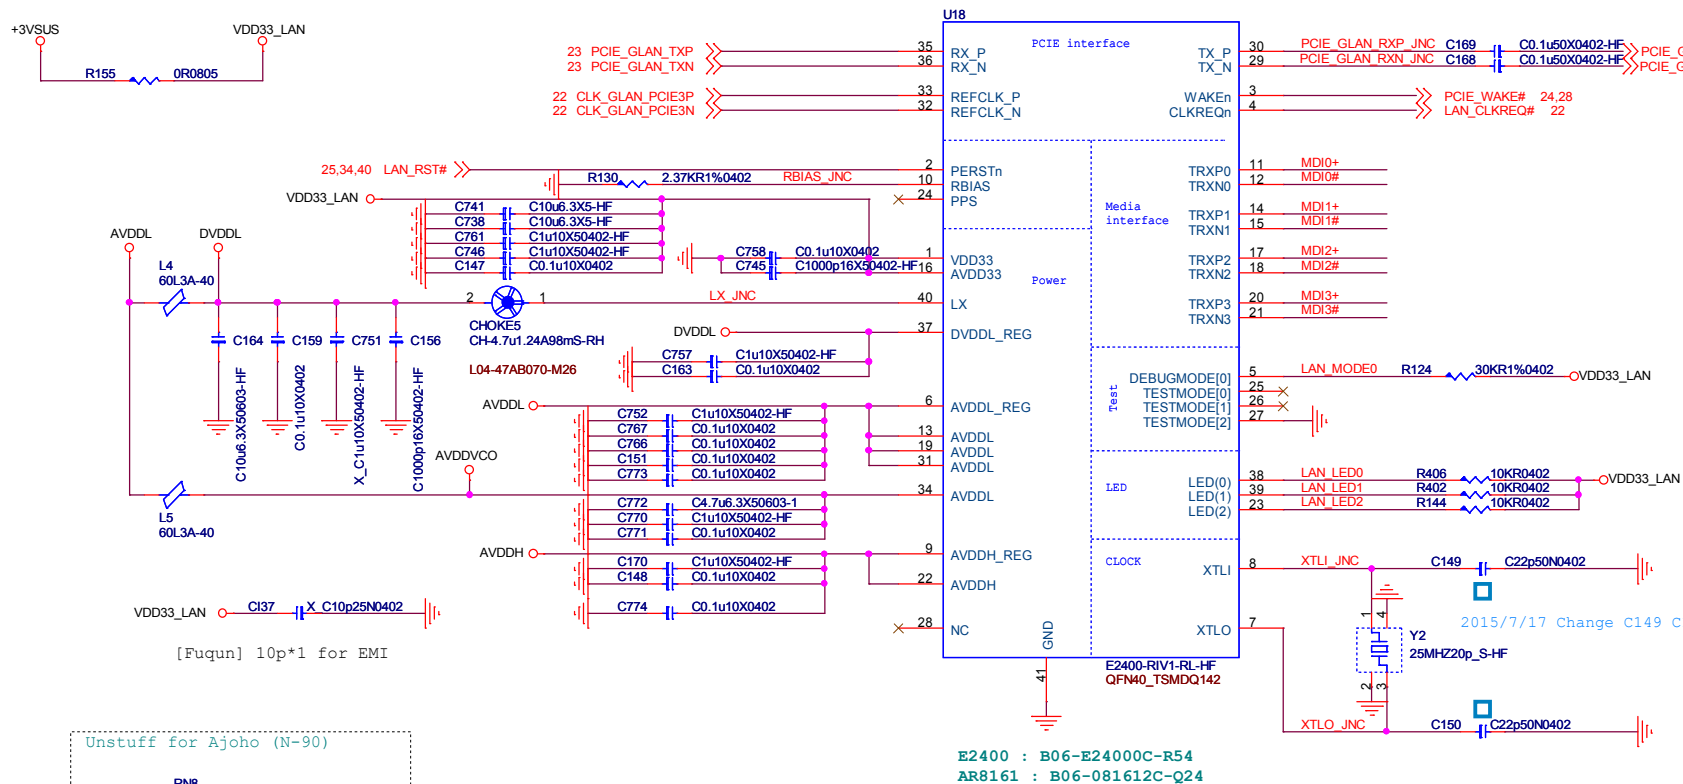 +3VSUS
VDD33_LAN
R155
0R0805
U18
PCIE interface
23 PCIE_GLAN_TXP
23 PCIE_GLAN_TXN
35 RX_P
36 RX_N
22 CLK_GLAN_PCIE3P
22 CLK_GLAN_PCIE3N
33 REFCLK_P
32 REFCLK_N
TX_P 30 PCIE_GLAN_RXP_JNC C169 C0.1u50X0402-HF
TX_N 29 PCIE_GLAN_RXN_JNC C168 C0.1u50X0402-HF
WAKEn 3 PCIE_WAKE# 24,28
CLKREQn 4 LAN_CLKREQ# 22
25,34,40 LAN_RST#
2 PERSTn
R130 2.37KR1%0402 RBIAS_JNC 10 RBIAS
24 PPS
VDD33_LAN
C741 C10u6.3X5-HF
C738 C10u6.3X5-HF
C761 C1u10X50402-HF
C746 C1u10X50402-HF
C147 C0.1u10X0402
C758 C0.1u10X0402
C745 C1000p16X50402-HF
1 VDD33
16 AVDD33
Media
interface
Power
TRXP0 11 MDI0+
TRXN0 12 MDI0#
TRXP1 14 MDI1+
TRXN1 15 MDI1#
TRXP2 17 MDI2+
TRXN2 18 MDI2#
TRXP3 20 MDI3+
TRXN3 21 MDI3#
AVDDL
DVDDL
L4
60L3A-40
2 1
CHOKE5
CH-4.7u1.24A98mS-RH
L04-47AB070-M26
LX_JNC 40 LX
C164
C10u6.3X50603-HF
C159
C0.1u10X0402
C751
X_C1u10X50402-HF
C156
C1000p16X50402-HF
DVDDL 37 DVDDL_REG
C757 C1u10X50402-HF
C163 C0.1u10X0402
AVDDL 6 AVDDL_REG
C752 C1u10X50402-HF
C767 C0.1u10X0402
C766 C0.1u10X0402
C151 C0.1u10X0402
C773 C0.1u10X0402
13 AVDDL
19 AVDDL
31 AVDDL
34 AVDDL
AVDDVCO
L5
60L3A-40
C772 C4.7u6.3X50603-1
C770 C1u10X50402-HF
C771 C0.1u10X0402
AVDDH 9 AVDDH_REG
C170 C1u10X50402-HF
C148 C0.1u10X0402
22 AVDDH
C774 C0.1u10X0402
28 NC
GND
41
Test
DEBUGMODE[0] 5 LAN_MODE0 R124 30KR1%0402 VDD33_LAN
TESTMODE[0] 25
TESTMODE[1] 26
TESTMODE[2] 27
LED
LED(0) 38 LAN_LED0 R406 10KR0402 VDD33_LAN
LED(1) 39 LAN_LED1 R402 10KR0402
LED(2) 23 LAN_LED2 R144 10KR0402
CLOCK
XTLI 8 XTLI_JNC C149 C22p50N0402
1 4
2015/7/17 Change C149 C
Y2
25MHZ20p_S-HF
2 3
XTLO 7
XTLO_JNC C150 C22p50N0402
E2400-RIV1-RL-HF
QFN40_TSMDQ142
VDD33_LAN C137 X_C10p25N0402
[Fuqun] 10p*1 for EMI
Unstuff for Ajoho (N-90)
E2400 : B06-E24000C-R54
AR8161 : B06-081612C-Q24